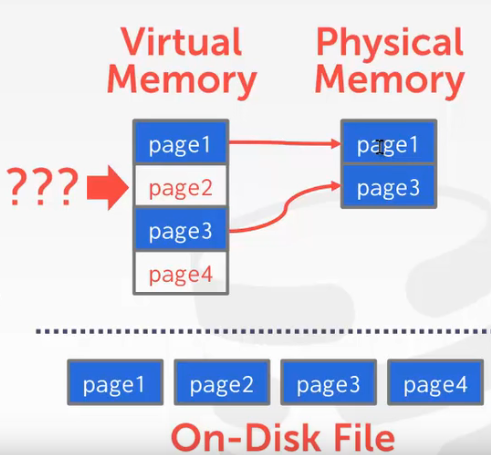 Virtual
Memory
Physical
Memory
???
page1
page2
page3
page4
page1
page3
page1
page2
page3
page4
On-Disk File